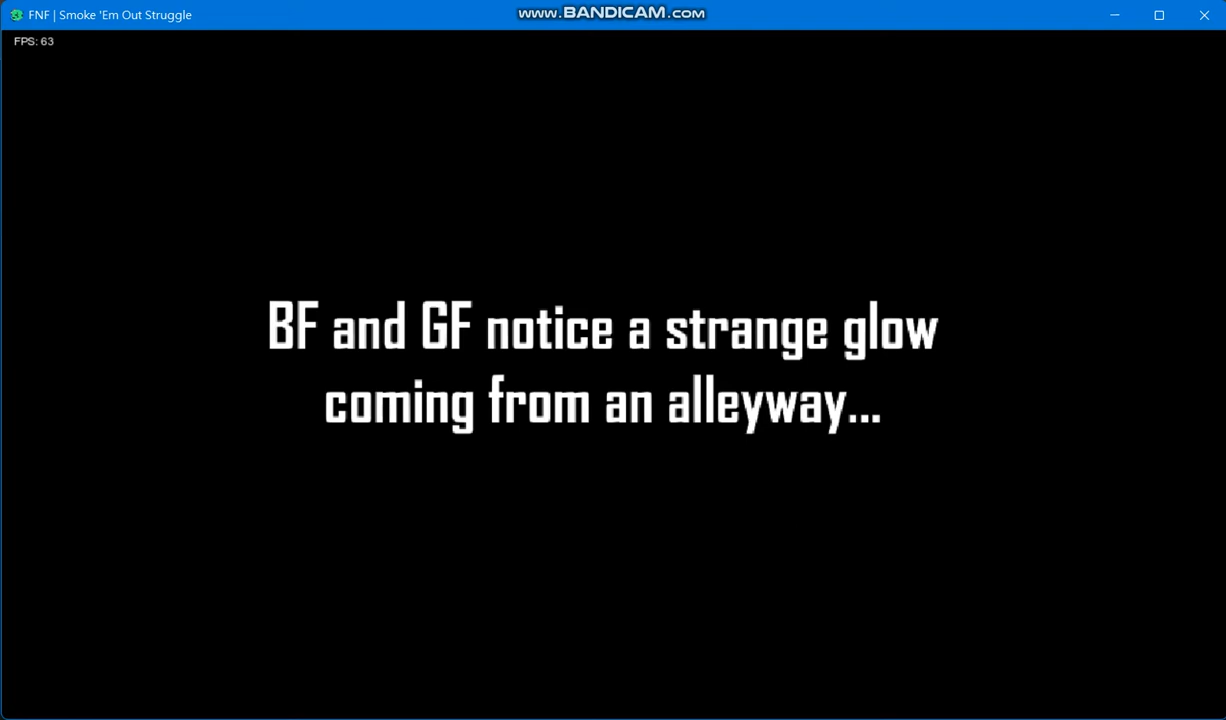 FNF | Smoke 'Em Out Struggle
www.BANDICAM.com
FPS: 63
BF and GF notice a strange glow
coming from an alleyway...